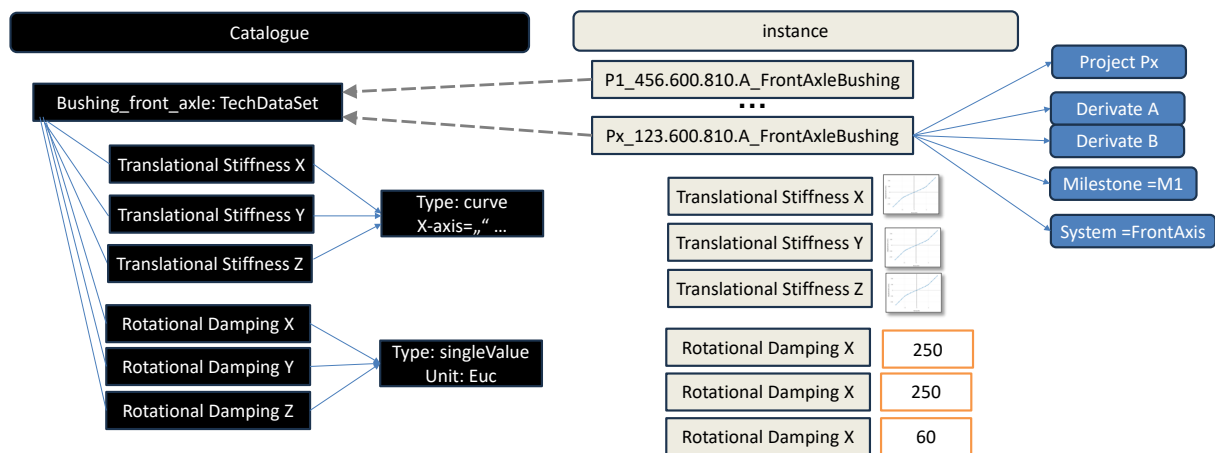 Catalogue
instance
Bushing_front_axle: TechDataSet
Translational Stiffness X
Translational Stiffness Y
Translational Stiffness Z
Type: curve
X-axis=„“ ...
Rotational Damping X
Rotational Damping Y
Rotational Damping Z
Type: singleValue
Unit: Euc
P1_456.600.810.A_FrontAxleBushing
...
Px_123.600.810.A_FrontAxleBushing
Project Px
Derivate A
Derivate B
Milestone =M1
System =FrontAxis
Translational Stiffness X
Translational Stiffness Y
Translational Stiffness Z
Rotational Damping X
250
Rotational Damping X
250
Rotational Damping X
60